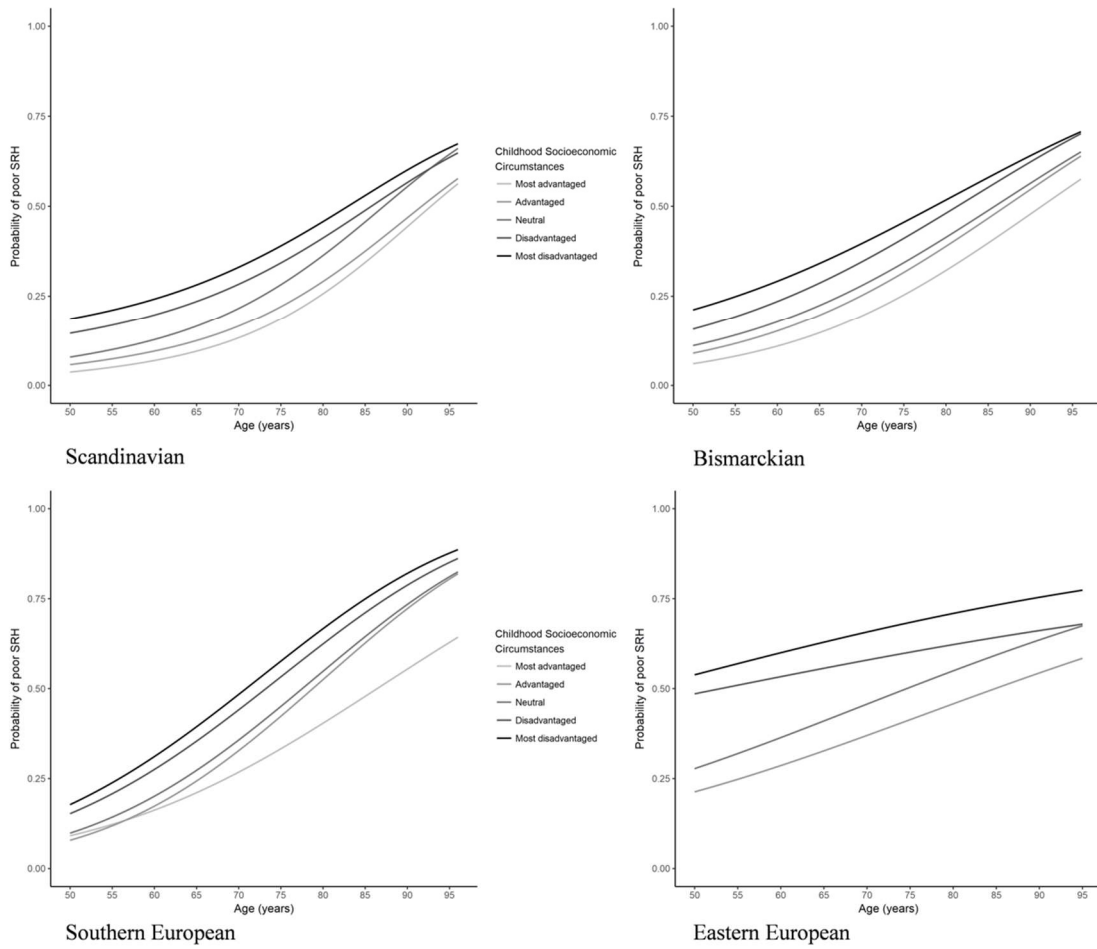 1.00
0.75
0.50
0.25
0.00
Probability of poor SRH
50 55 60 65 70 75 80 85 90 95
Age (years)
Childhood Socioeconomic
Circumstances
Most advantaged
Advantaged
Neutral
Disadvantaged
Most disadvantaged
Scandinavian
1.00
0.75
0.50
0.25
0.00
Probability of poor SRH
50 55 60 65 70 75 80 85 90 95
Age (years)
Bismarckian
1.00
0.75
0.50
0.25
0.00
Probability of poor SRH
50 55 60 65 70 75 80 85 90 95
Age (years)
Childhood Socioeconomic
Circumstances
Most advantaged
Advantaged
Neutral
Disadvantaged
Most disadvantaged
Southern European
1.00
0.75
0.50
0.25
0.00
Probability of poor SRH
50 55 60 65 70 75 80 85 90 95
Age (years)
Eastern European